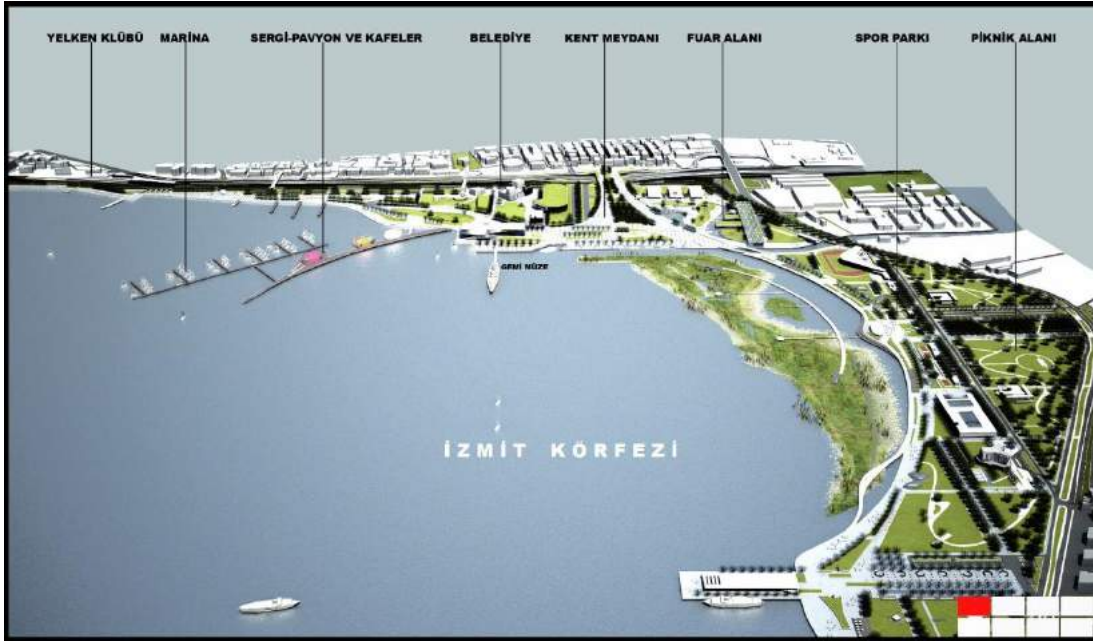 YELKEN KLÜBÜ
MARİNA
SERGİ-PAVYON VE KAFELER
BELEDİYE
KENT MEYDANI
FUAR ALANI
SPOR PARKI
PİKNİK ALANI
GEMİ MÜZE
İZMİT KÖRFEZİ